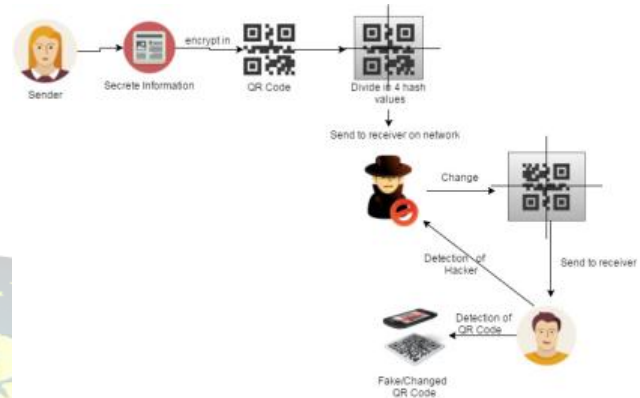 encrypt in
Sender
Secrete Information
QR Code
Divide in 4 hash
values
Send to receiver on network
Change
Detection of
Hacker
Send to receiver
Detection of
QR Code
Fake/Changed
QR Code